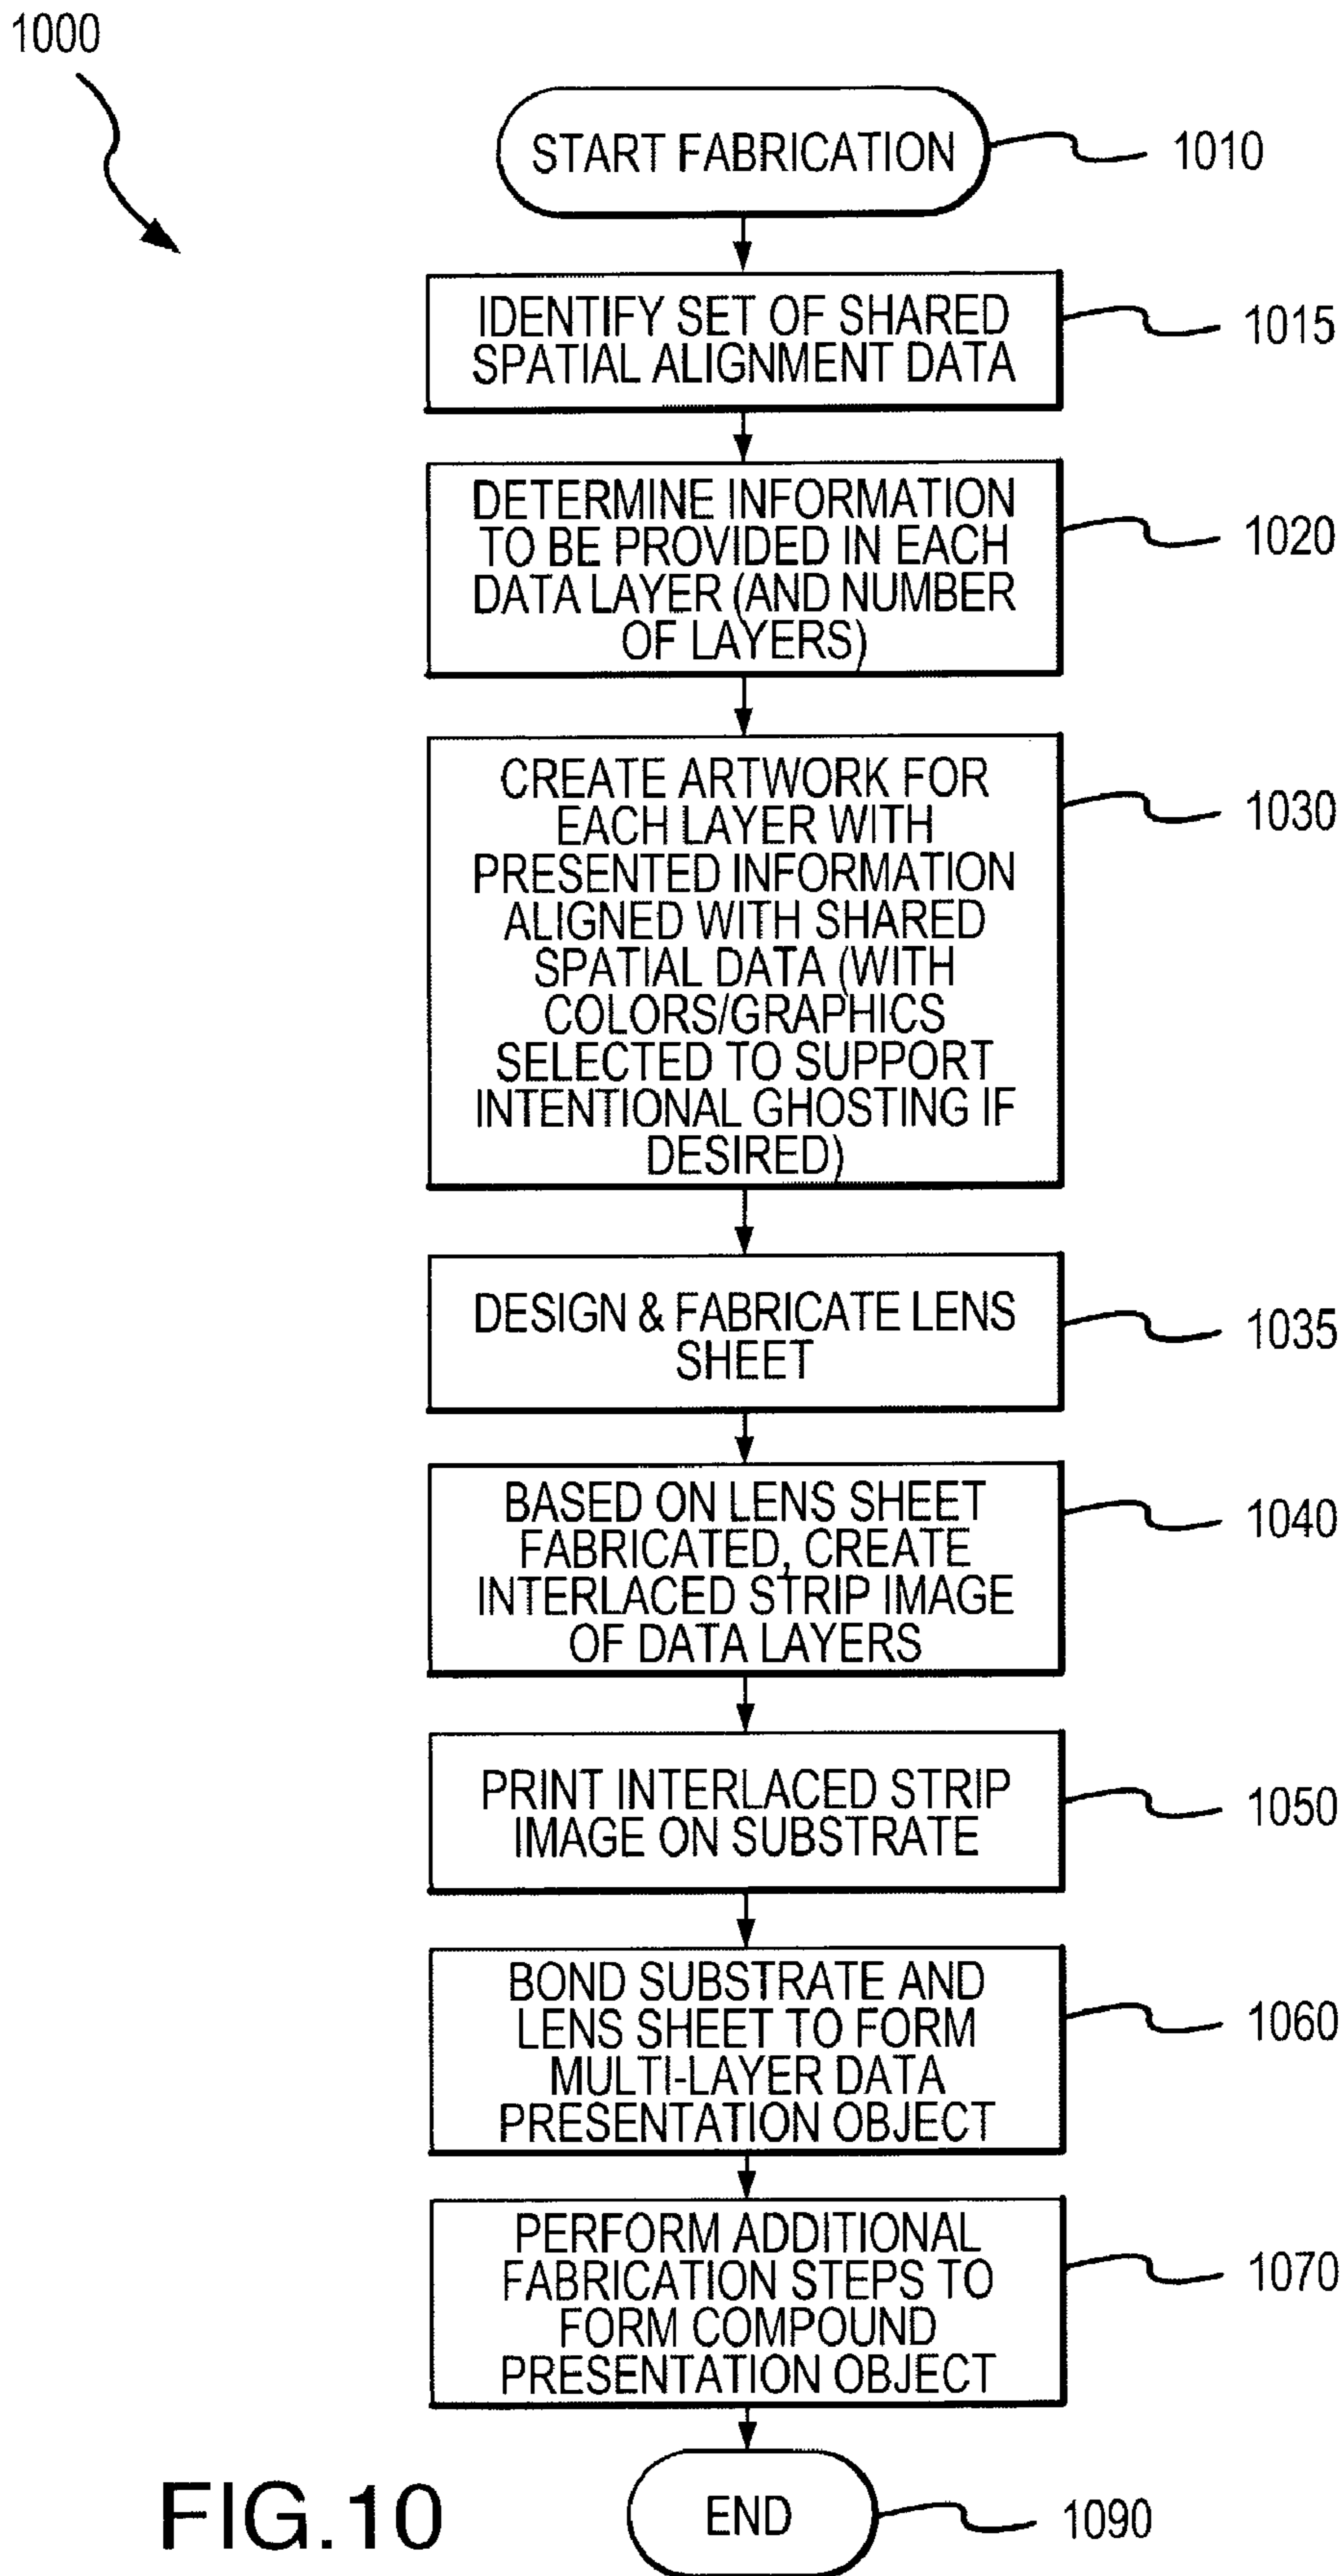 1000
START FABRICATION
1010
IDENTIFY SET OF SHARED
SPATIAL ALIGNMENT DATA
1015
DETERMINE INFORMATION
TO BE PROVIDED IN EACH
DATA LAYER (AND NUMBER
OF LAYERS)
1020
CREATE ARTWORK FOR
EACH LAYER WITH
PRESENTED INFORMATION
ALIGNED WITH SHARED
SPATIAL DATA (WITH
COLORS/GRAPHICS
SELECTED TO SUPPORT
INTENTIONAL GHOSTING IF
DESIRED)
1030
DESIGN & FABRICATE LENS
SHEET
1035
BASED ON LENS SHEET
FABRICATED, CREATE
INTERLACED STRIP IMAGE
OF DATA LAYERS
1040
PRINT INTERLACED STRIP
IMAGE ON SUBSTRATE
1050
BOND SUBSTRATE AND
LENS SHEET TO FORM
MULTI-LAYER DATA
PRESENTATION OBJECT
1060
PERFORM ADDITIONAL
FABRICATION STEPS TO
FORM COMPOUND
PRESENTATION OBJECT
1070
END
1090
FIG.10